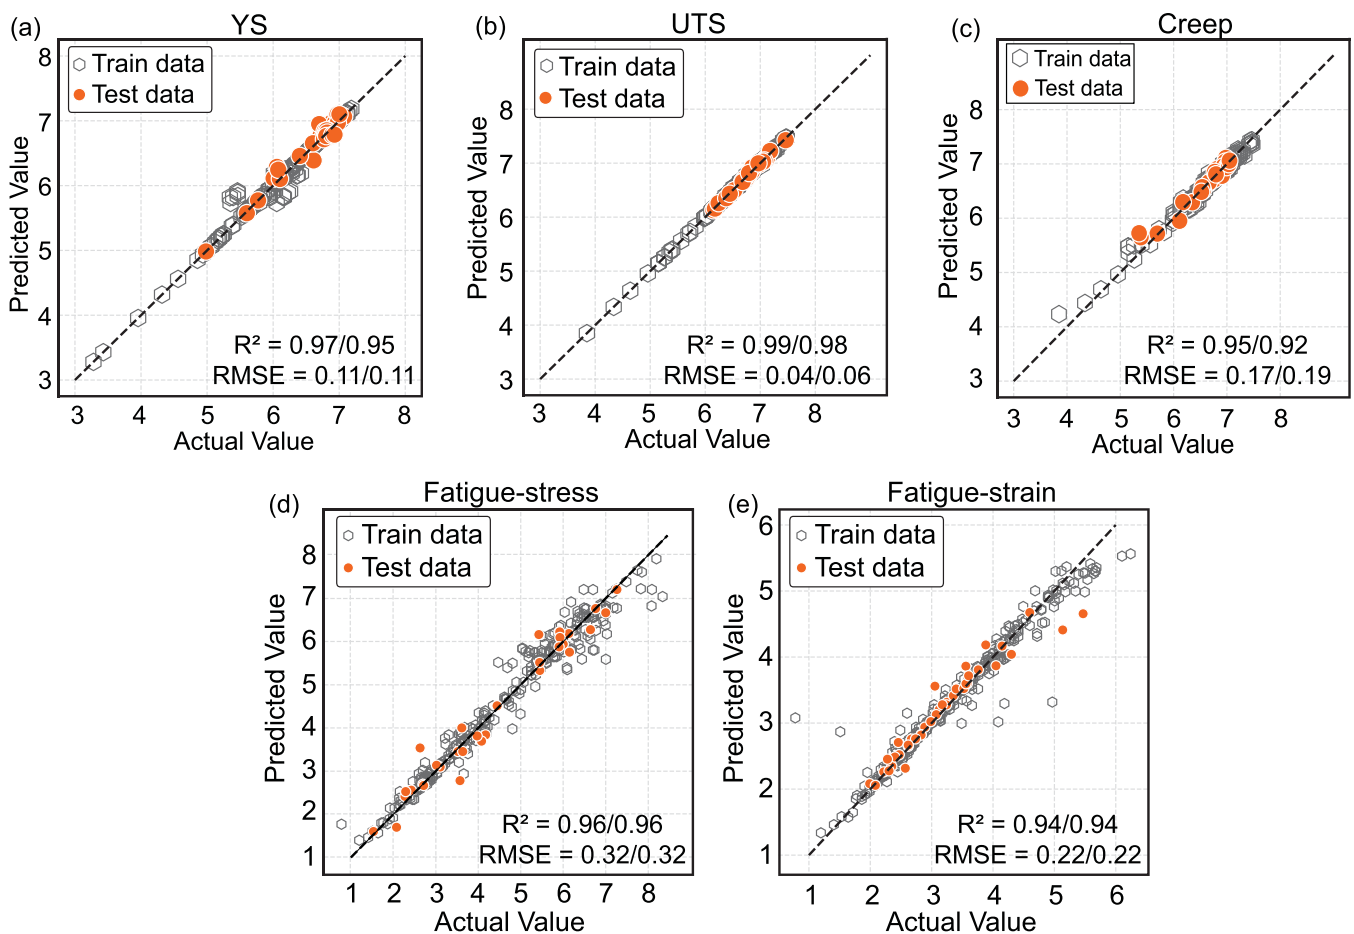 (a) YS
Train data
Test data
8
7
6
5
4
3
Predicted Value
R² = 0.97/0.95
RMSE = 0.11/0.11
3 4 5 6 7 8
Actual Value
(b) UTS
Train data
Test data
8
7
6
5
4
3
Predicted Value
R² = 0.99/0.98
RMSE = 0.04/0.06
3 4 5 6 7 8
Actual Value
(c) Creep
Train data
Test data
8
7
6
5
4
3
Predicted Value
R² = 0.95/0.92
RMSE = 0.17/0.19
3 4 5 6 7 8
Actual Value
(d) Fatigue-stress
Train data
Test data
8
7
6
5
4
3
2
1
Predicted Value
R² = 0.96/0.96
RMSE = 0.32/0.32
1 2 3 4 5 6 7 8
Actual Value
(e) Fatigue-strain
Train data
Test data
6
5
4
3
2
1
Predicted Value
R² = 0.94/0.94
RMSE = 0.22/0.22
1 2 3 4 5 6
Actual Value